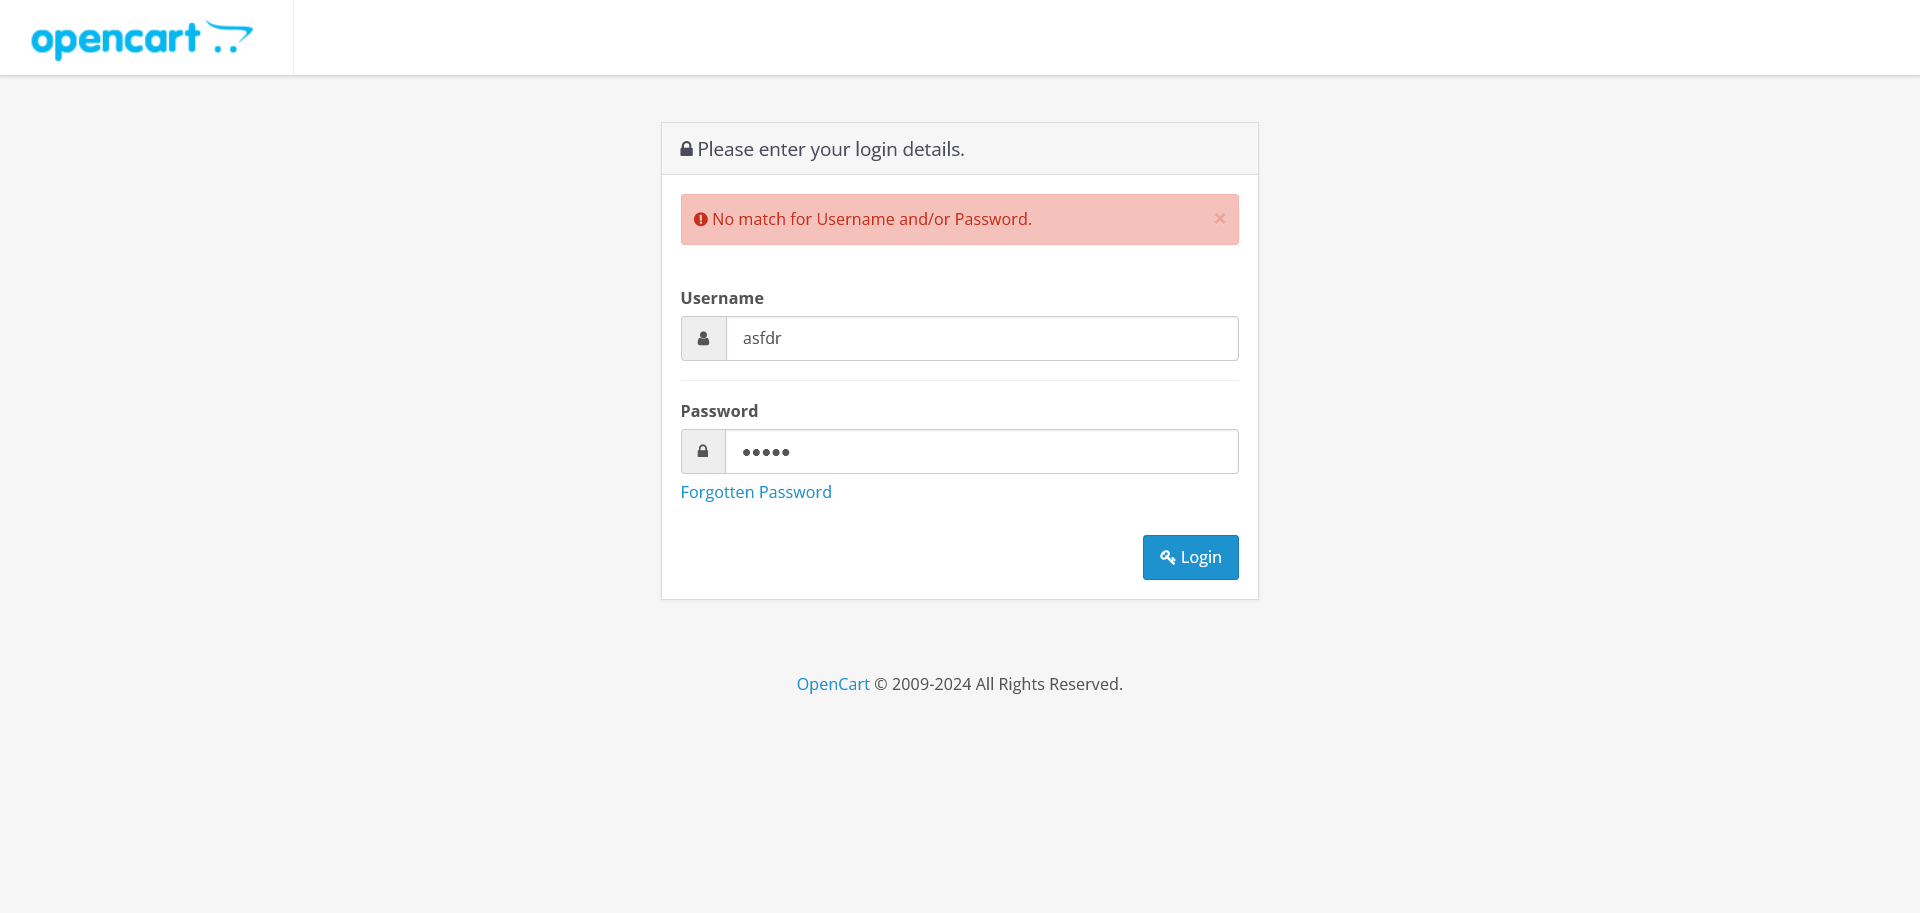 opencart
Please enter your login details.
No match for Username and/or Password. ×
Username
asfdr
Password
•••••
Forgotten Password
Login
OpenCart © 2009-2024 All Rights Reserved.